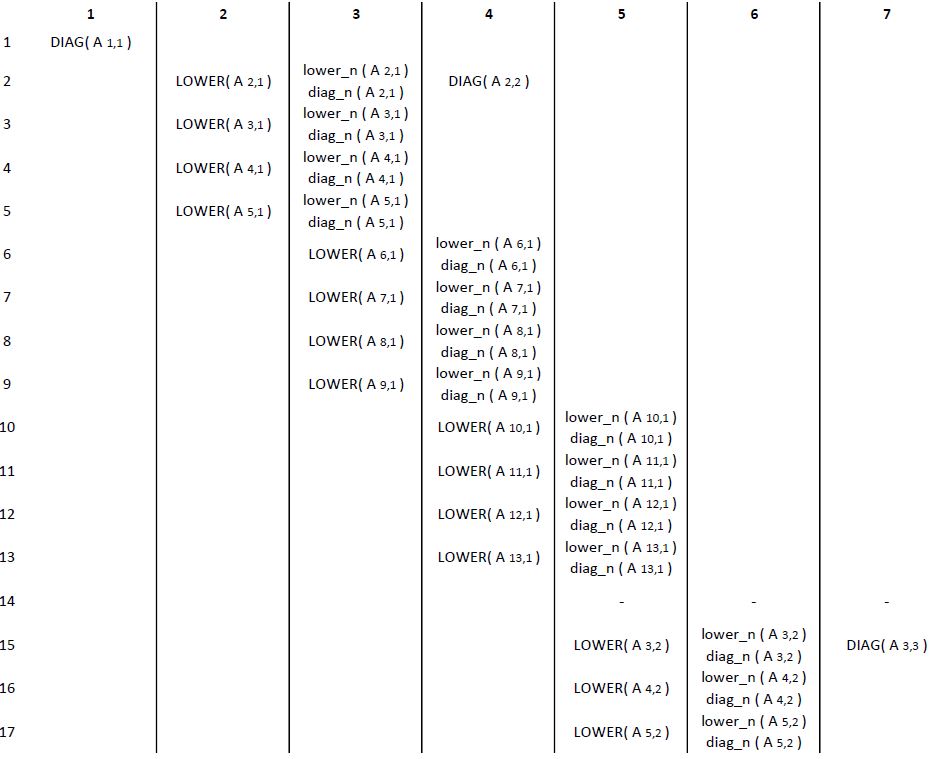 1 2 3 4 5 6 7
1 DIAG( A 1,1 )
2 LOWER( A 2,1 ) lower_n ( A 2,1 ) DIAG( A 2,2 )
diag_n ( A 2,1 )
3 LOWER( A 3,1 ) lower_n ( A 3,1 )
diag_n ( A 3,1 )
4 LOWER( A 4,1 ) lower_n ( A 4,1 )
diag_n ( A 4,1 )
5 LOWER( A 5,1 ) lower_n ( A 5,1 )
diag_n ( A 5,1 )
6 LOWER( A 6,1 ) lower_n ( A 6,1 )
diag_n ( A 6,1 )
7 LOWER( A 7,1 ) lower_n ( A 7,1 )
diag_n ( A 7,1 )
8 LOWER( A 8,1 ) lower_n ( A 8,1 )
diag_n ( A 8,1 )
9 LOWER( A 9,1 ) lower_n ( A 9,1 )
diag_n ( A 9,1 )
10 LOWER( A 10,1 ) lower_n ( A 10,1 )
diag_n ( A 10,1 )
11 LOWER( A 11,1 ) lower_n ( A 11,1 )
diag_n ( A 11,1 )
12 LOWER( A 12,1 ) lower_n ( A 12,1 )
diag_n ( A 12,1 )
13 LOWER( A 13,1 ) lower_n ( A 13,1 )
diag_n ( A 13,1 )
14 - - -
15 LOWER( A 3,2 ) lower_n ( A 3,2 ) DIAG( A 3,3 )
diag_n ( A 3,2 )
16 LOWER( A 4,2 ) lower_n ( A 4,2 )
diag_n ( A 4,2 )
17 LOWER( A 5,2 ) lower_n ( A 5,2 )
diag_n ( A 5,2 )